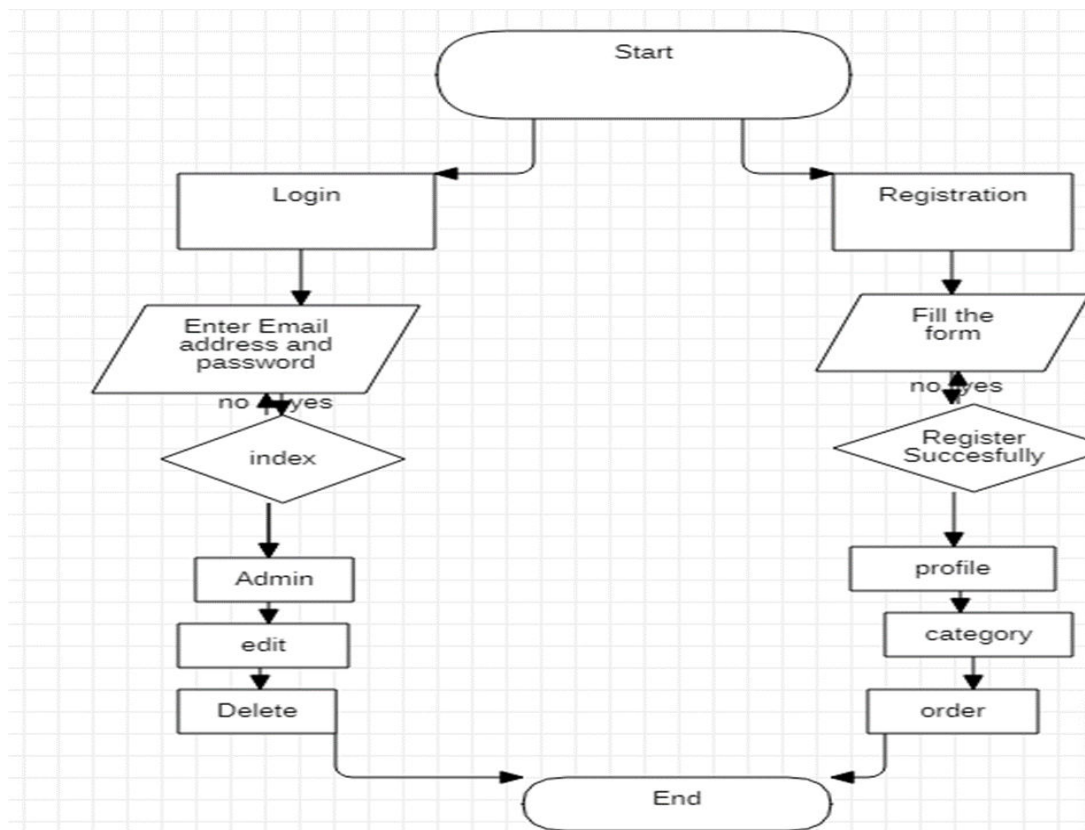 Start
Login
Registration
Enter Email
address and
password
Fill the
form
no yes
no yes
index
Register
Succesfully
Admin
profile
edit
category
Delete
order
End